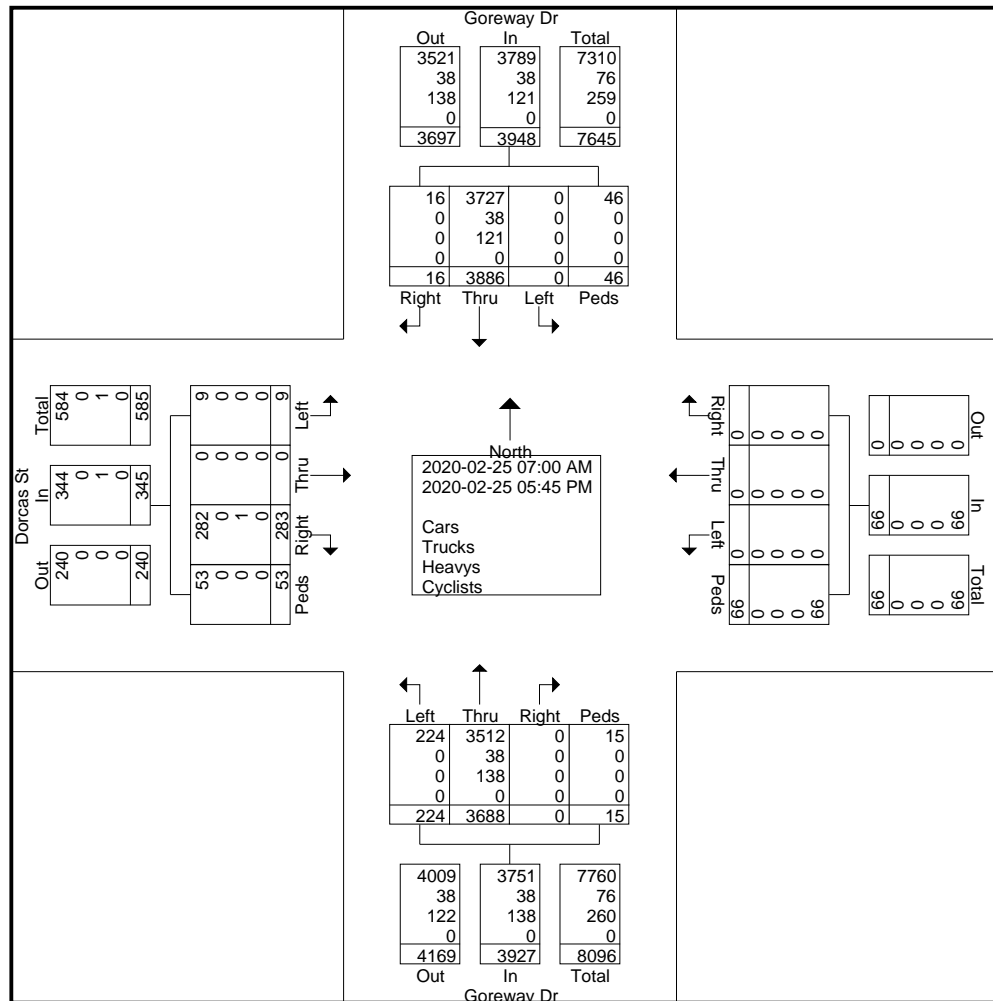 Goreway Dr
Out In Total
3521 3789 7310
38 38 76
138 121 259
0 0 0
3697 3948 7645
16 3727 0 46
0 38 0 0
0 121 0 0
0 0 0 0
16 3886 0 46
Right Thru Left Peds
Dorcas St
Out In Total
240 344 584
0 0 0
0 1 1
0 0 0
240 345 585
53 282 0 9
0 0 0 0
0 1 0 0
0 0 0 0
53 283 0 9
Peds Right Thru Left
North
2020-02-25 07:00 AM
2020-02-25 05:45 PM
Cars
Trucks
Heavys
Cyclists
Out In Total
0 99 99
0 0 0
0 0 0
0 0 0
0 99 99
0 0 0 99
0 0 0 0
0 0 0 0
0 0 0 0
0 0 0 99
Right Thru Left Peds
Left Thru Right Peds
224 3512 0 15
0 38 0 0
0 138 0 0
0 0 0 0
224 3688 0 15
4009 3751 7760
38 38 76
122 138 260
0 0 0
4169 3927 8096
Out In Total
Goreway Dr